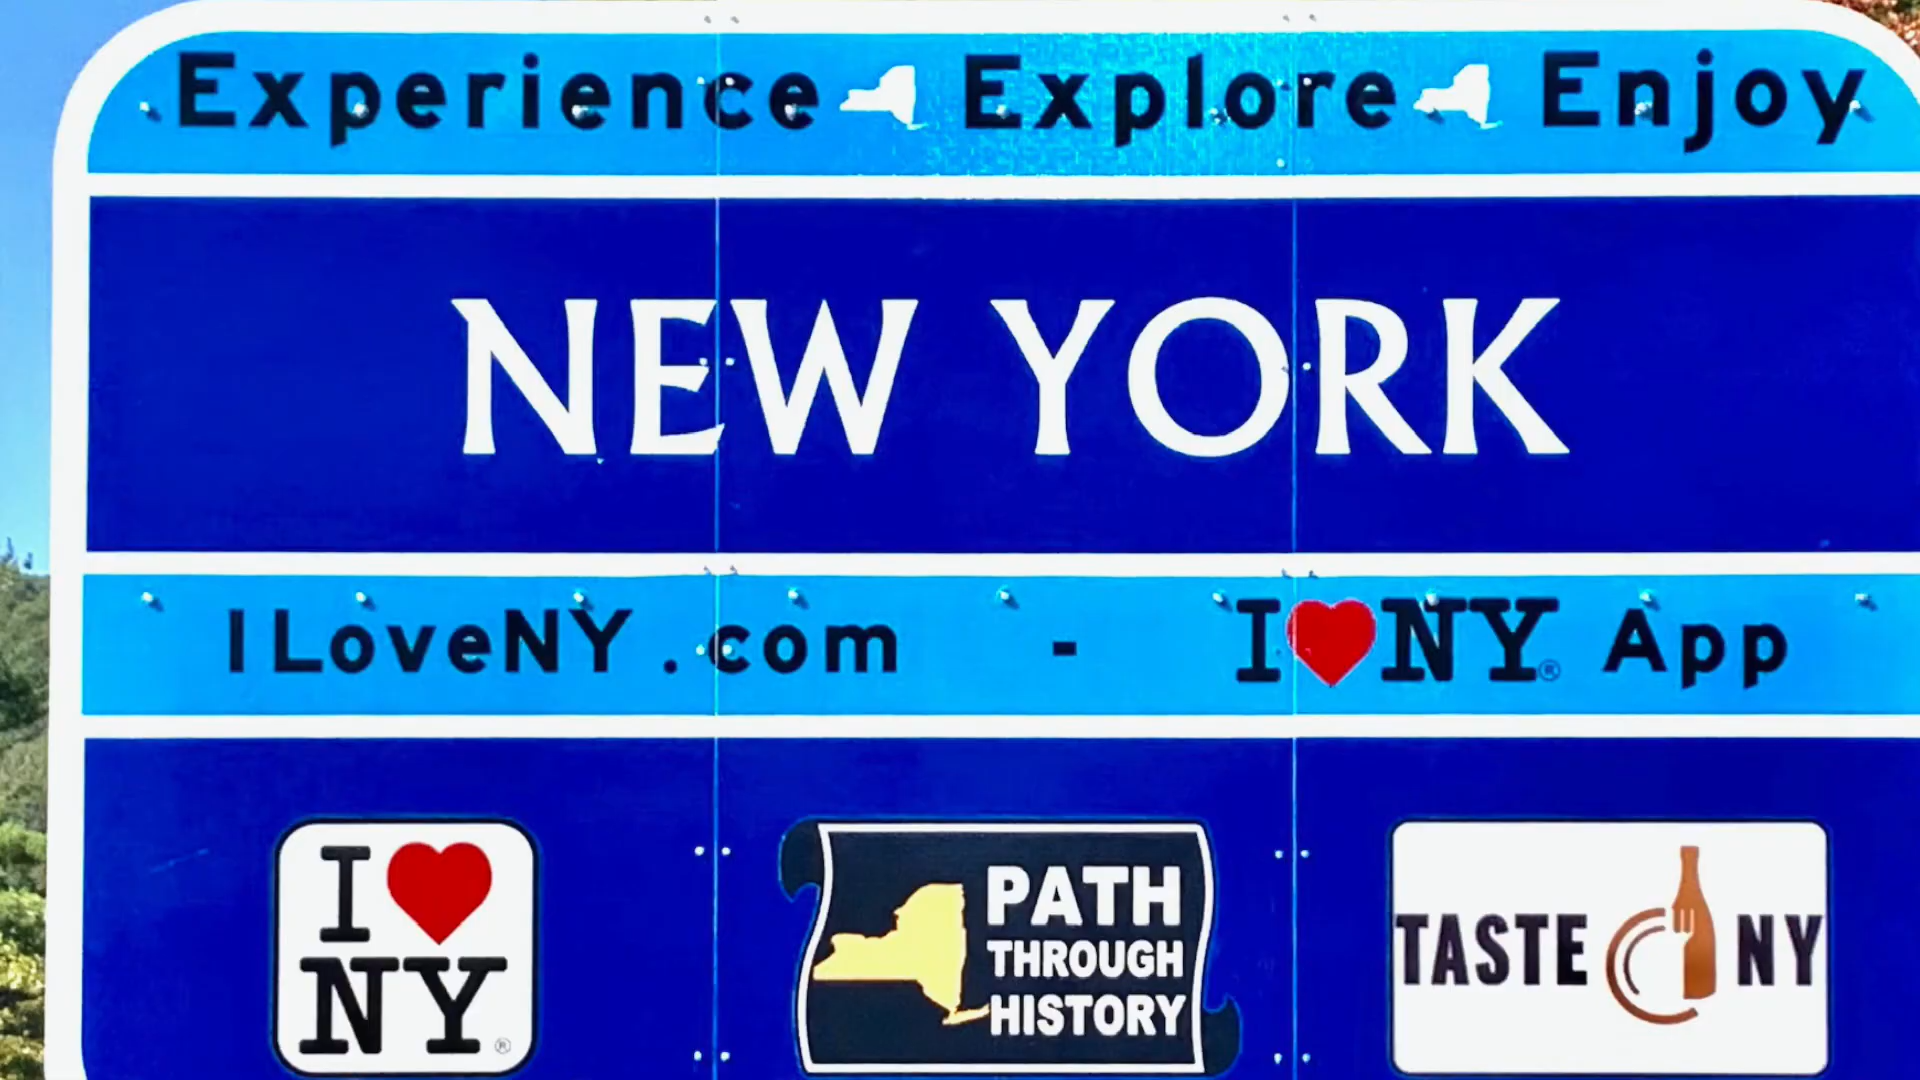 Experience Explore Enjoy
NEW YORK
ILoveNY.com - I❤NY® App
I❤
NY®
PATH
THROUGH
HISTORY
TASTE NY